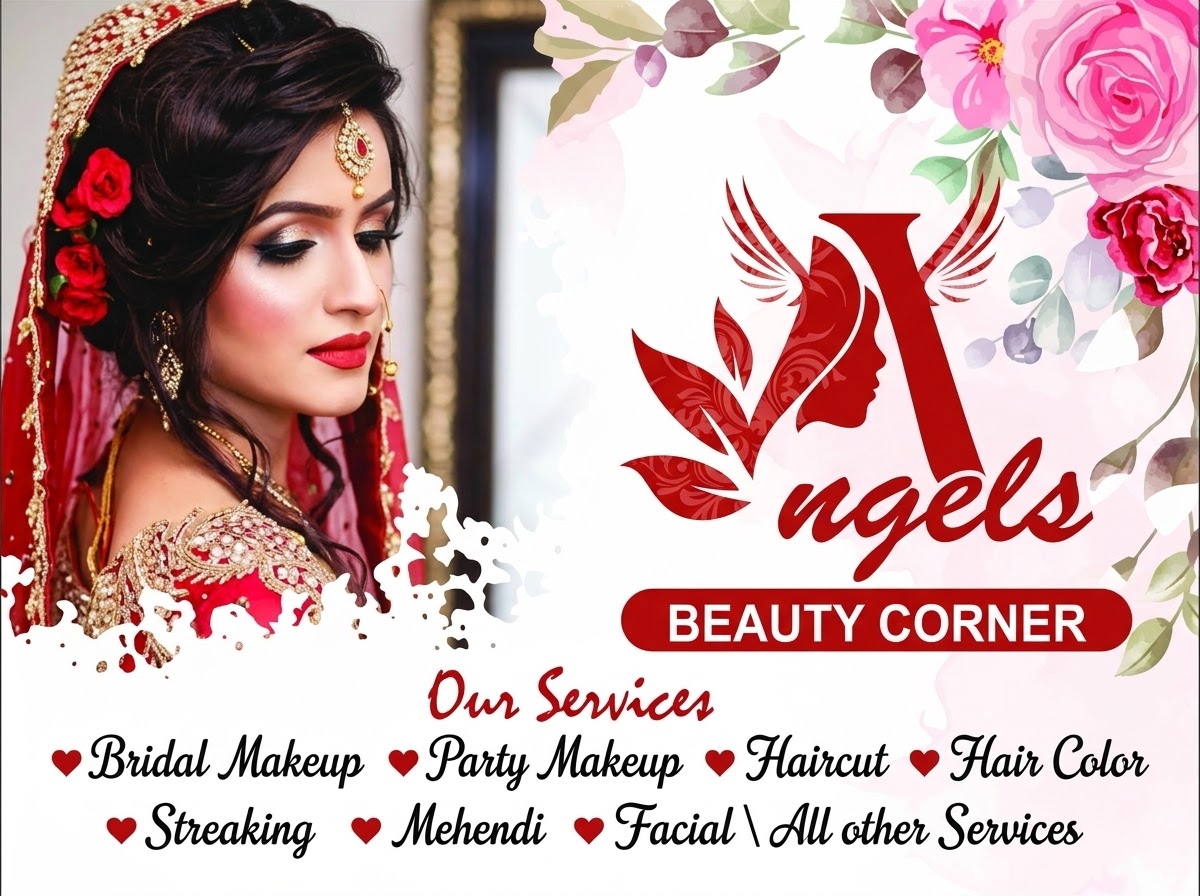 Angels
BEAUTY CORNER
Our Services
Bridal Makeup Party Makeup Haircut Hair Color
Streaking Mehendi Facial \ All other Services